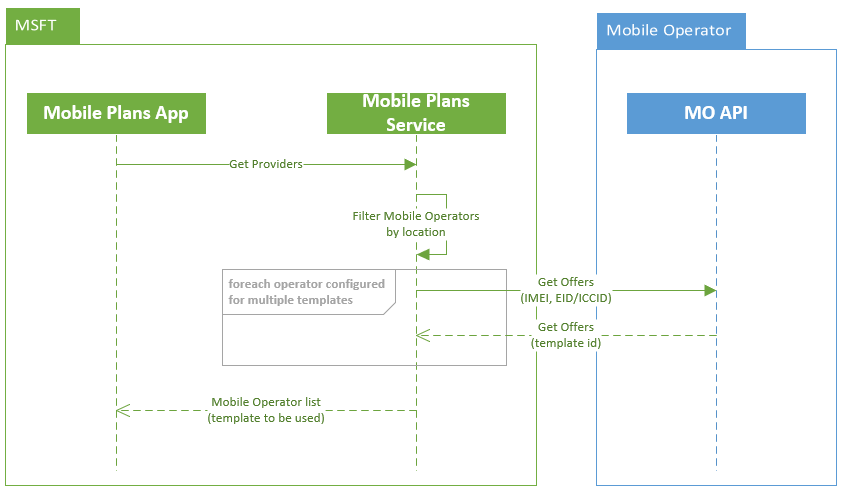 MSFT
Mobile Operator
Mobile Plans App
Mobile Plans
Service
MO API
Get Providers
Filter Mobile Operators
by location
foreach operator configured
for multiple templates
Get Offers
(IMEI, EID/ICCID)
Get Offers
(template id)
Mobile Operator list
(template to be used)